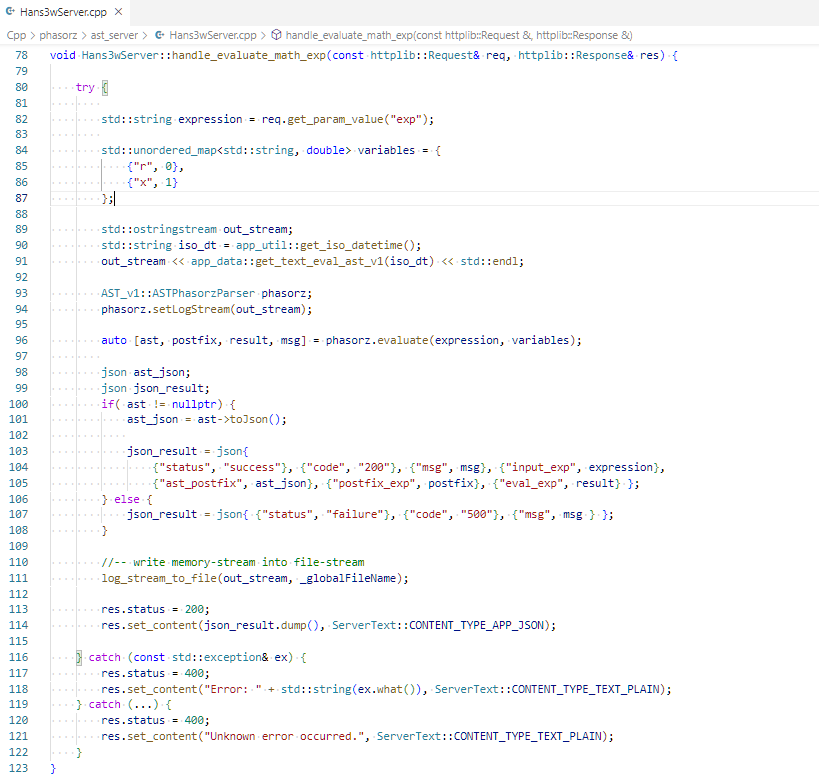 Hans3wServer.cpp ×
Cpp > phasorz > ast_server > Hans3wServer.cpp > handle_evaluate_math_exp(const httplib::Request &, httplib::Response &)
78 void Hans3wServer::handle_evaluate_math_exp(const httplib::Request& req, httplib::Response& res) {
79
80 try {
81
82 std::string expression = req.get_param_value("exp");
83
84 std::unordered_map<std::string, double> variables = {
85 {"r", 0},
86 {"x", 1}
87 };
88
89 std::ostringstream out_stream;
90 std::string iso_dt = app_util::get_iso_datetime();
91 out_stream << app_data::get_text_eval_ast_v1(iso_dt) << std::endl;
92
93 AST_v1::ASTPhasorzParser phasorz;
94 phasorz.setLogStream(out_stream);
95
96 auto [ast, postfix, result, msg] = phasorz.evaluate(expression, variables);
97
98 json ast_json;
99 json json_result;
100 if( ast != nullptr) {
101 ast_json = ast->toJson();
102
103 json_result = json{
104 {"status", "success"}, {"code", "200"}, {"msg", msg}, {"input_exp", expression},
105 {"ast_postfix", ast_json}, {"postfix_exp", postfix}, {"eval_exp", result} };
106 } else {
107 json_result = json{ {"status", "failure"}, {"code", "500"}, {"msg", msg } };
108 }
109
110 //-- write memory-stream into file-stream
111 log_stream_to_file(out_stream, _globalFileName);
112
113 res.status = 200;
114 res.set_content(json_result.dump(), ServerText::CONTENT_TYPE_APP_JSON);
115
116 } catch (const std::exception& ex) {
117 res.status = 400;
118 res.set_content("Error: " + std::string(ex.what()), ServerText::CONTENT_TYPE_TEXT_PLAIN);
119 } catch (...) {
120 res.status = 400;
121 res.set_content("Unknown error occurred.", ServerText::CONTENT_TYPE_TEXT_PLAIN);
122 }
123 }